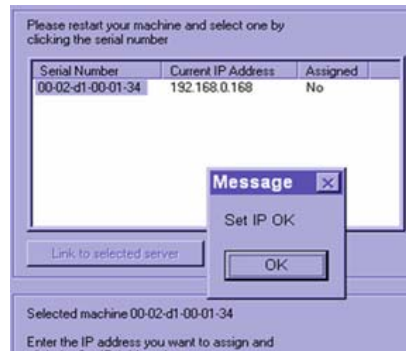 Please restart your machine and select one by
clicking the serial number
Serial Number Current IP Address Assigned
00-02-d1-00-01-34 192.168.0.168 No
Message
Set IP OK
Link to selected server
OK
Selected machine 00-02-d1-00-01-34
Enter the IP address you want to assign and